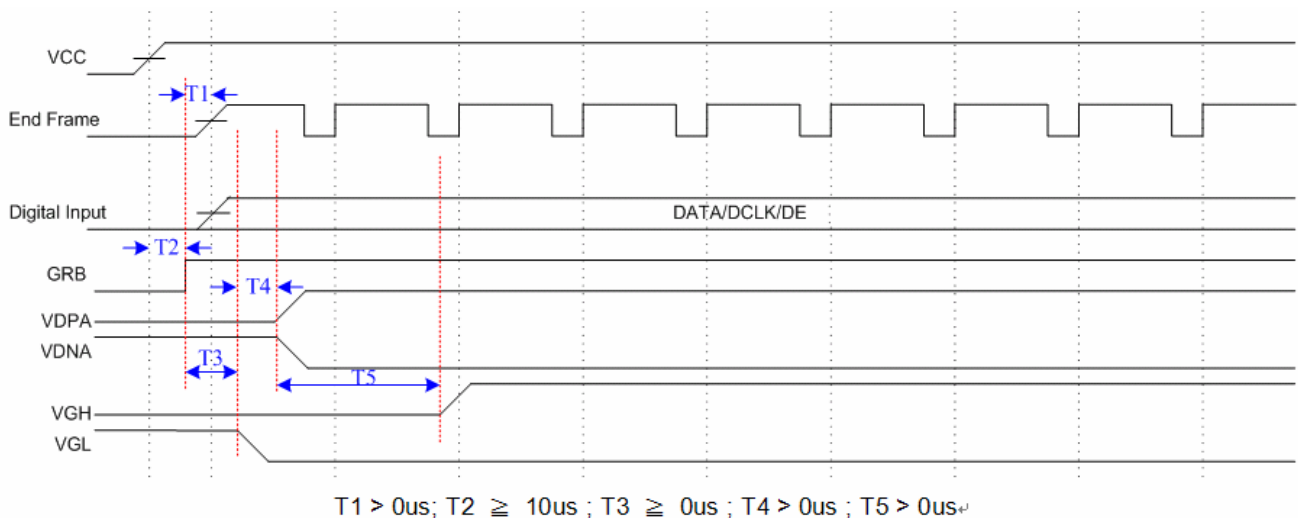 VCC
T1
End Frame
Digital Input
DATA/DCLK/DE
T2
GRB
T4
VDPA
VDNA
T3
T5
VGH
VGL
T1 > 0us; T2 ≧ 10us ; T3 ≧ 0us ; T4 > 0us ; T5 > 0us↵